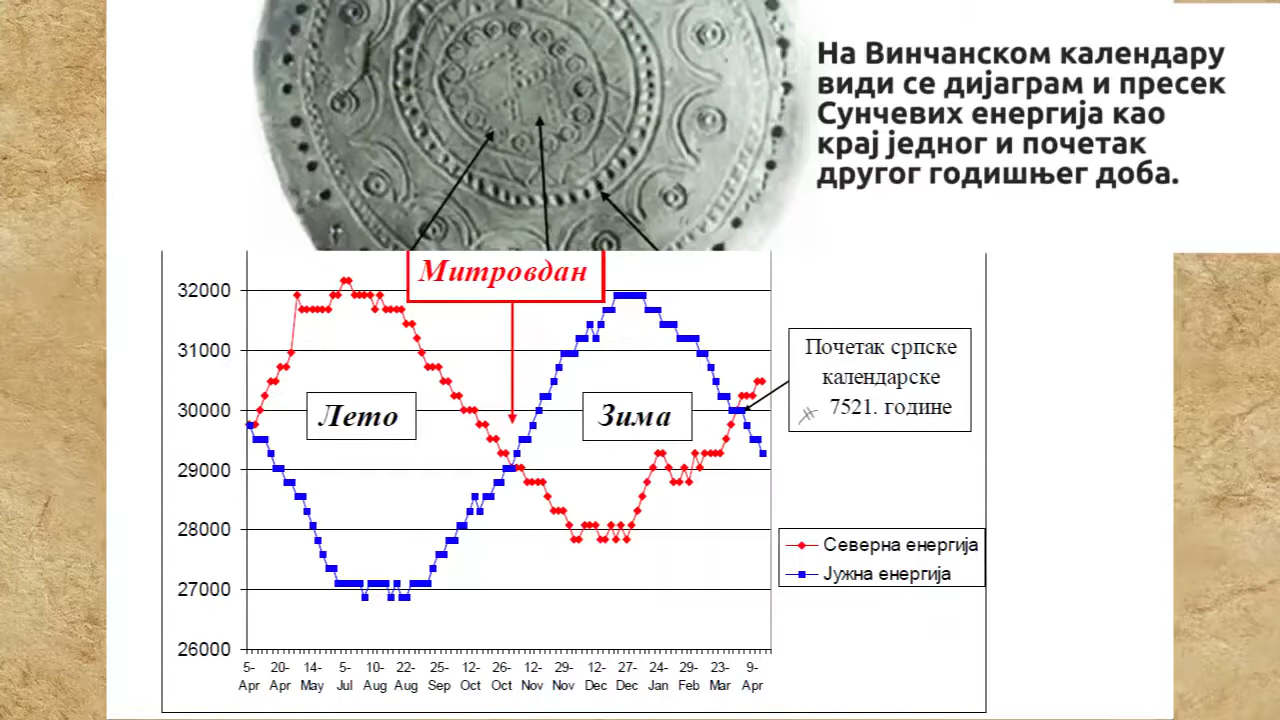 На Винчанском календару
види се дијаграм и пресек
Сунчевих енергија као
крај једног и почетак
другог годишњег доба.
Митровдан
32000
31000
30000
29000
28000
27000
26000
Лето
Зима
Почетак српске
календарске
7521. године
Северна енергија
Јужна енергија
5- 20- 14- 5- 10- 22- 25- 12- 26- 12- 29- 12- 27- 24- 29- 23- 9-
Apr Apr May Jul Aug Aug Sep Oct Oct Nov Nov Dec Dec Jan Feb Mar Apr